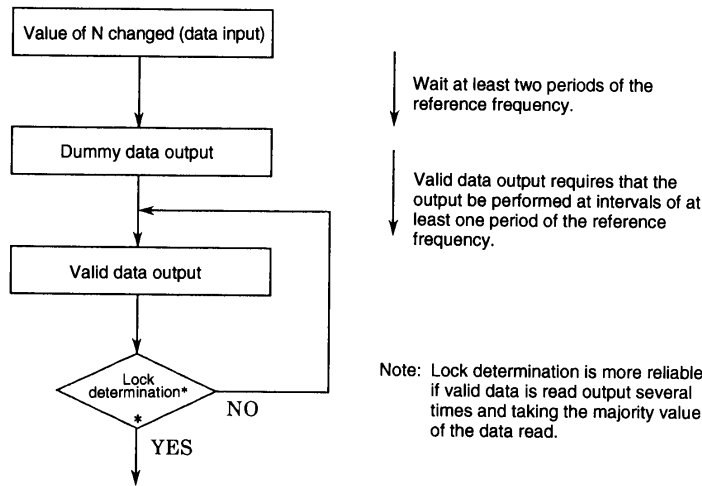 Value of N changed (data input)
Dummy data output
Valid data output
Lock
determination*
*
NO
YES
Wait at least two periods of the
reference frequency.
Valid data output requires that the
output be performed at intervals of at
least one period of the reference
frequency.
Note: Lock determination is more reliable
if valid data is read output several
times and taking the majority value
of the data read.